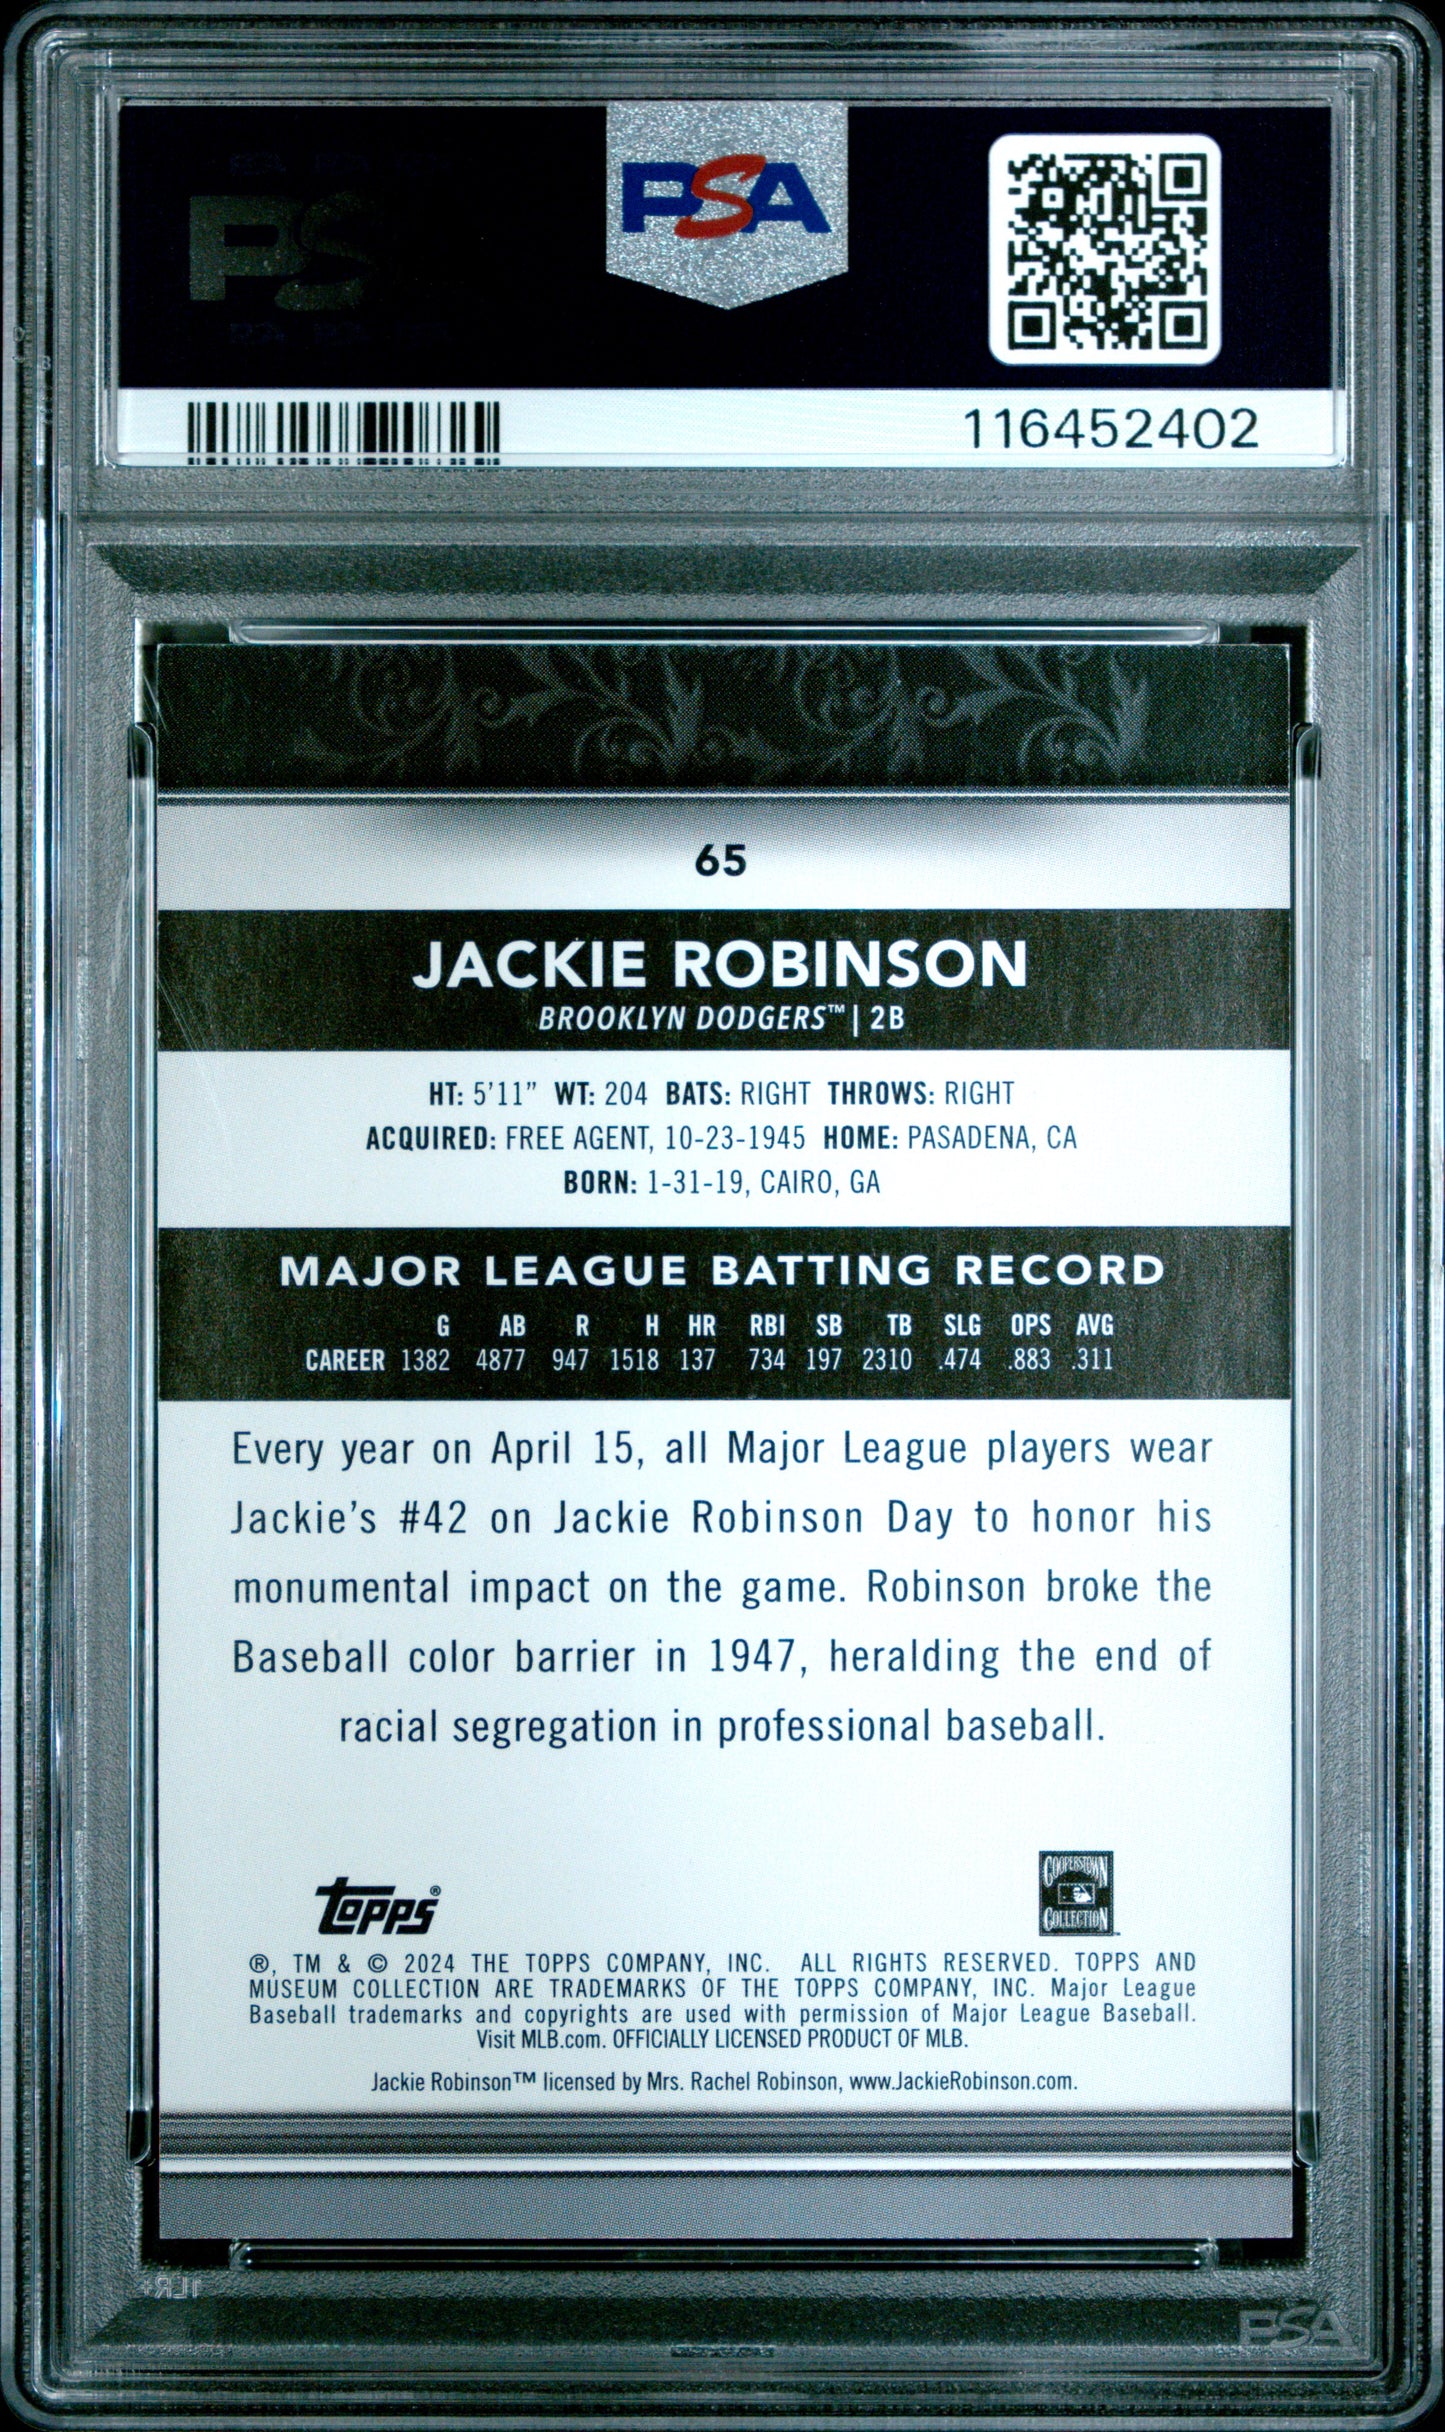 PSA
116452402
65
JACKIE ROBINSON
BROOKLYN DODGERS™ | 2B
HT: 5'11" WT: 204 BATS: RIGHT THROWS: RIGHT
ACQUIRED: FREE AGENT, 10-23-1945 HOME: PASADENA, CA
BORN: 1-31-19, CAIRO, GA
MAJOR LEAGUE BATTING RECORD
G AB R H HR RBI SB TB SLG OPS AVG
CAREER 1382 4877 947 1518 137 734 197 2310 .474 .883 .311
Every year on April 15, all Major League players wear
Jackie's #42 on Jackie Robinson Day to honor his
monumental impact on the game. Robinson broke the
Baseball color barrier in 1947, heralding the end of
racial segregation in professional baseball.
Topps®
COOPERSTOWN
COLLECTION
®, TM & © 2024 THE TOPPS COMPANY, INC. ALL RIGHTS RESERVED. TOPPS AND
MUSEUM COLLECTION ARE TRADEMARKS OF THE TOPPS COMPANY, INC. Major League
Baseball trademarks and copyrights are used with permission of Major League Baseball.
Visit MLB.com. OFFICIALLY LICENSED PRODUCT OF MLB.
Jackie Robinson™ licensed by Mrs. Rachel Robinson, www.JackieRobinson.com.
PSA